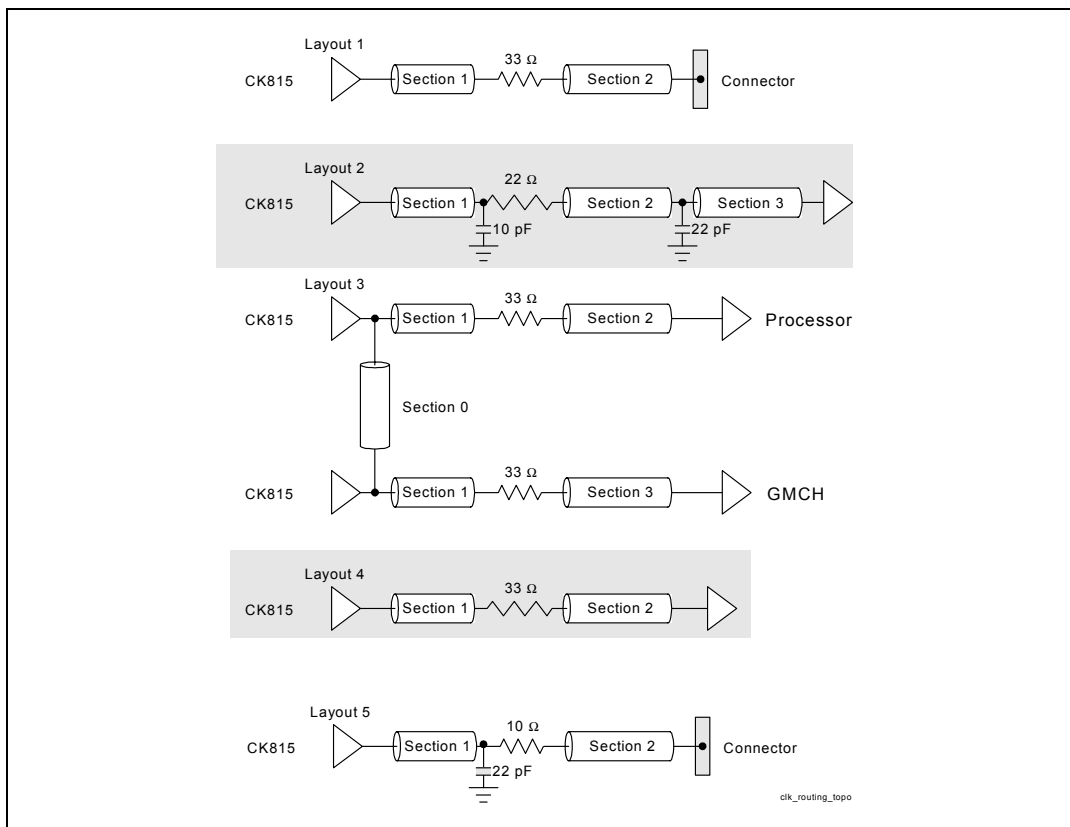 Layout 1
33 Ω
CK815
Section 1
Section 2
Connector
Layout 2
22 Ω
CK815
Section 1
Section 2
Section 3
10 pF
22 pF
Layout 3
33 Ω
CK815
Section 1
Section 2
Processor
Section 0
33 Ω
CK815
Section 1
Section 3
GMCH
Layout 4
33 Ω
CK815
Section 1
Section 2
Layout 5
10 Ω
CK815
Section 1
Section 2
Connector
22 pF
clk_routing_topo